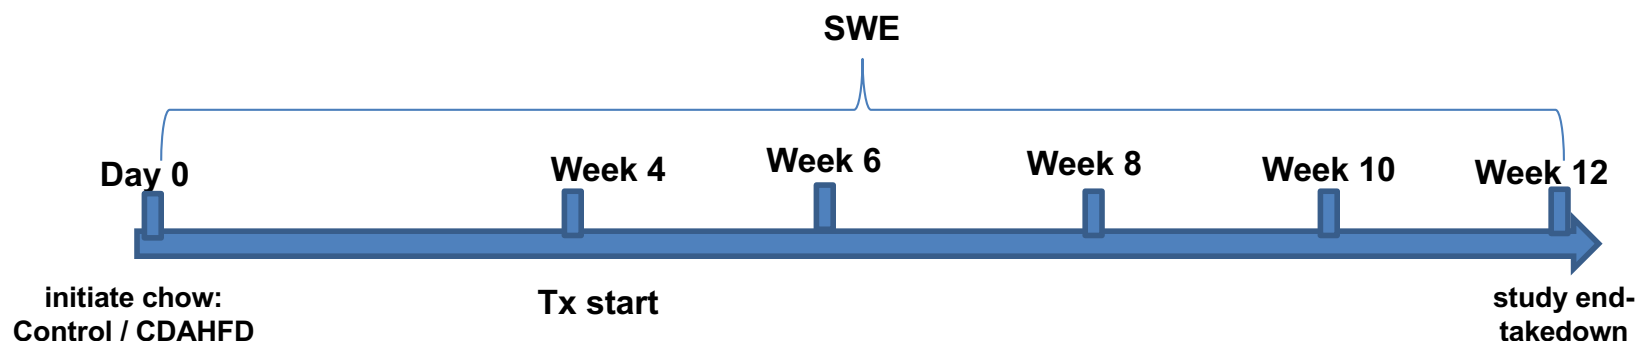 SWE
Day 0
Week 4
Week 6
Week 8
Week 10
Week 12
initiate chow:
Control / CDAHFD
Tx start
study end-
takedown